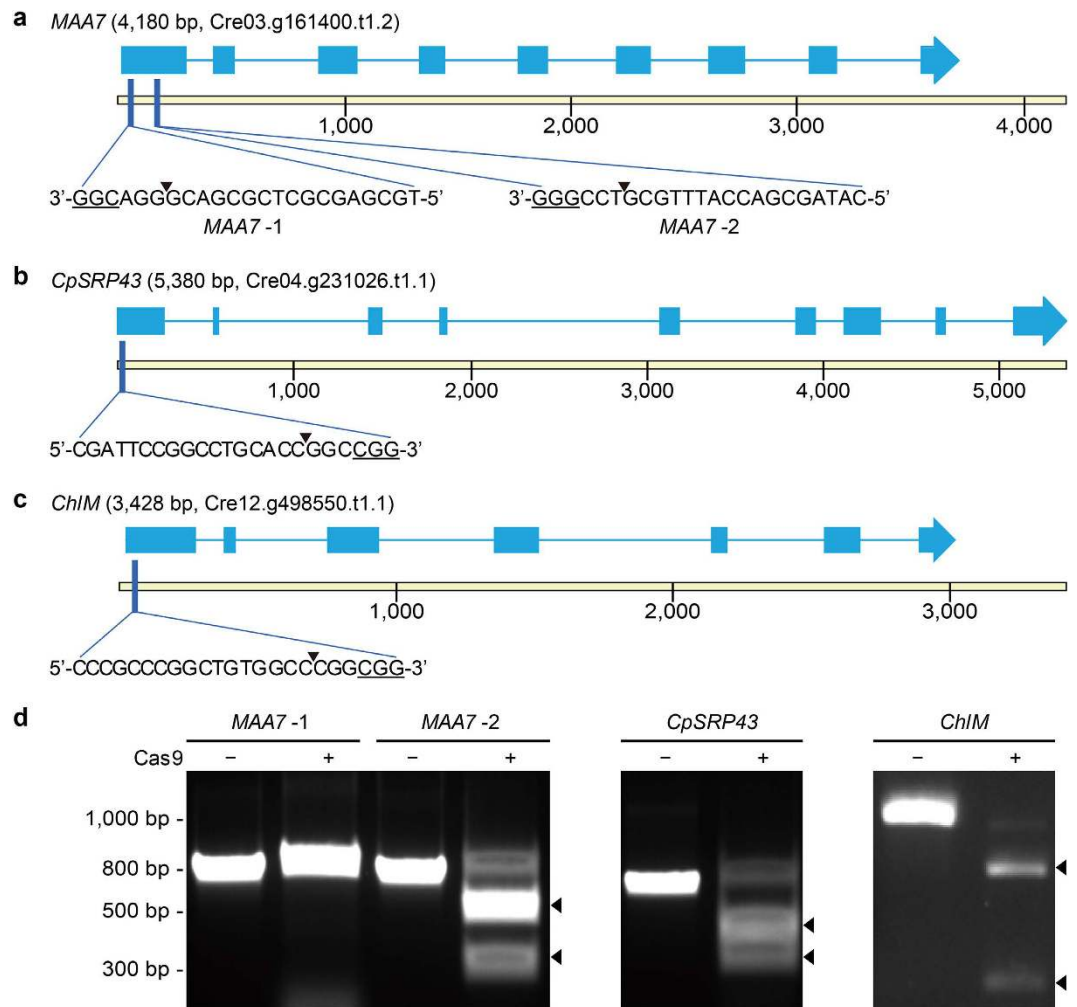 a MAA7 (4,180 bp, Cre03.g161400.t1.2)
1,000 2,000 3,000 4,000
3’-GGCAGGGCAGCGCTCGCGAGCGT-5’ 3’-GGGCCTGCGTTTACCAGCGATAC-5’
MAA7 -1 MAA7 -2
b CpSRP43 (5,380 bp, Cre04.g231026.t1.1)
1,000 2,000 3,000 4,000 5,000
5’-CGATTCCGGCCTGCACCGGCCGG-3’
c ChlM (3,428 bp, Cre12.g498550.t1.1)
1,000 2,000 3,000
5’-CCCGCCCGGCTGTGGCCCGGCGG-3’
d MAA7 -1 MAA7 -2 CpSRP43 ChlM
Cas9 – + – + – + – +
1,000 bp -
800 bp -
500 bp -
300 bp -